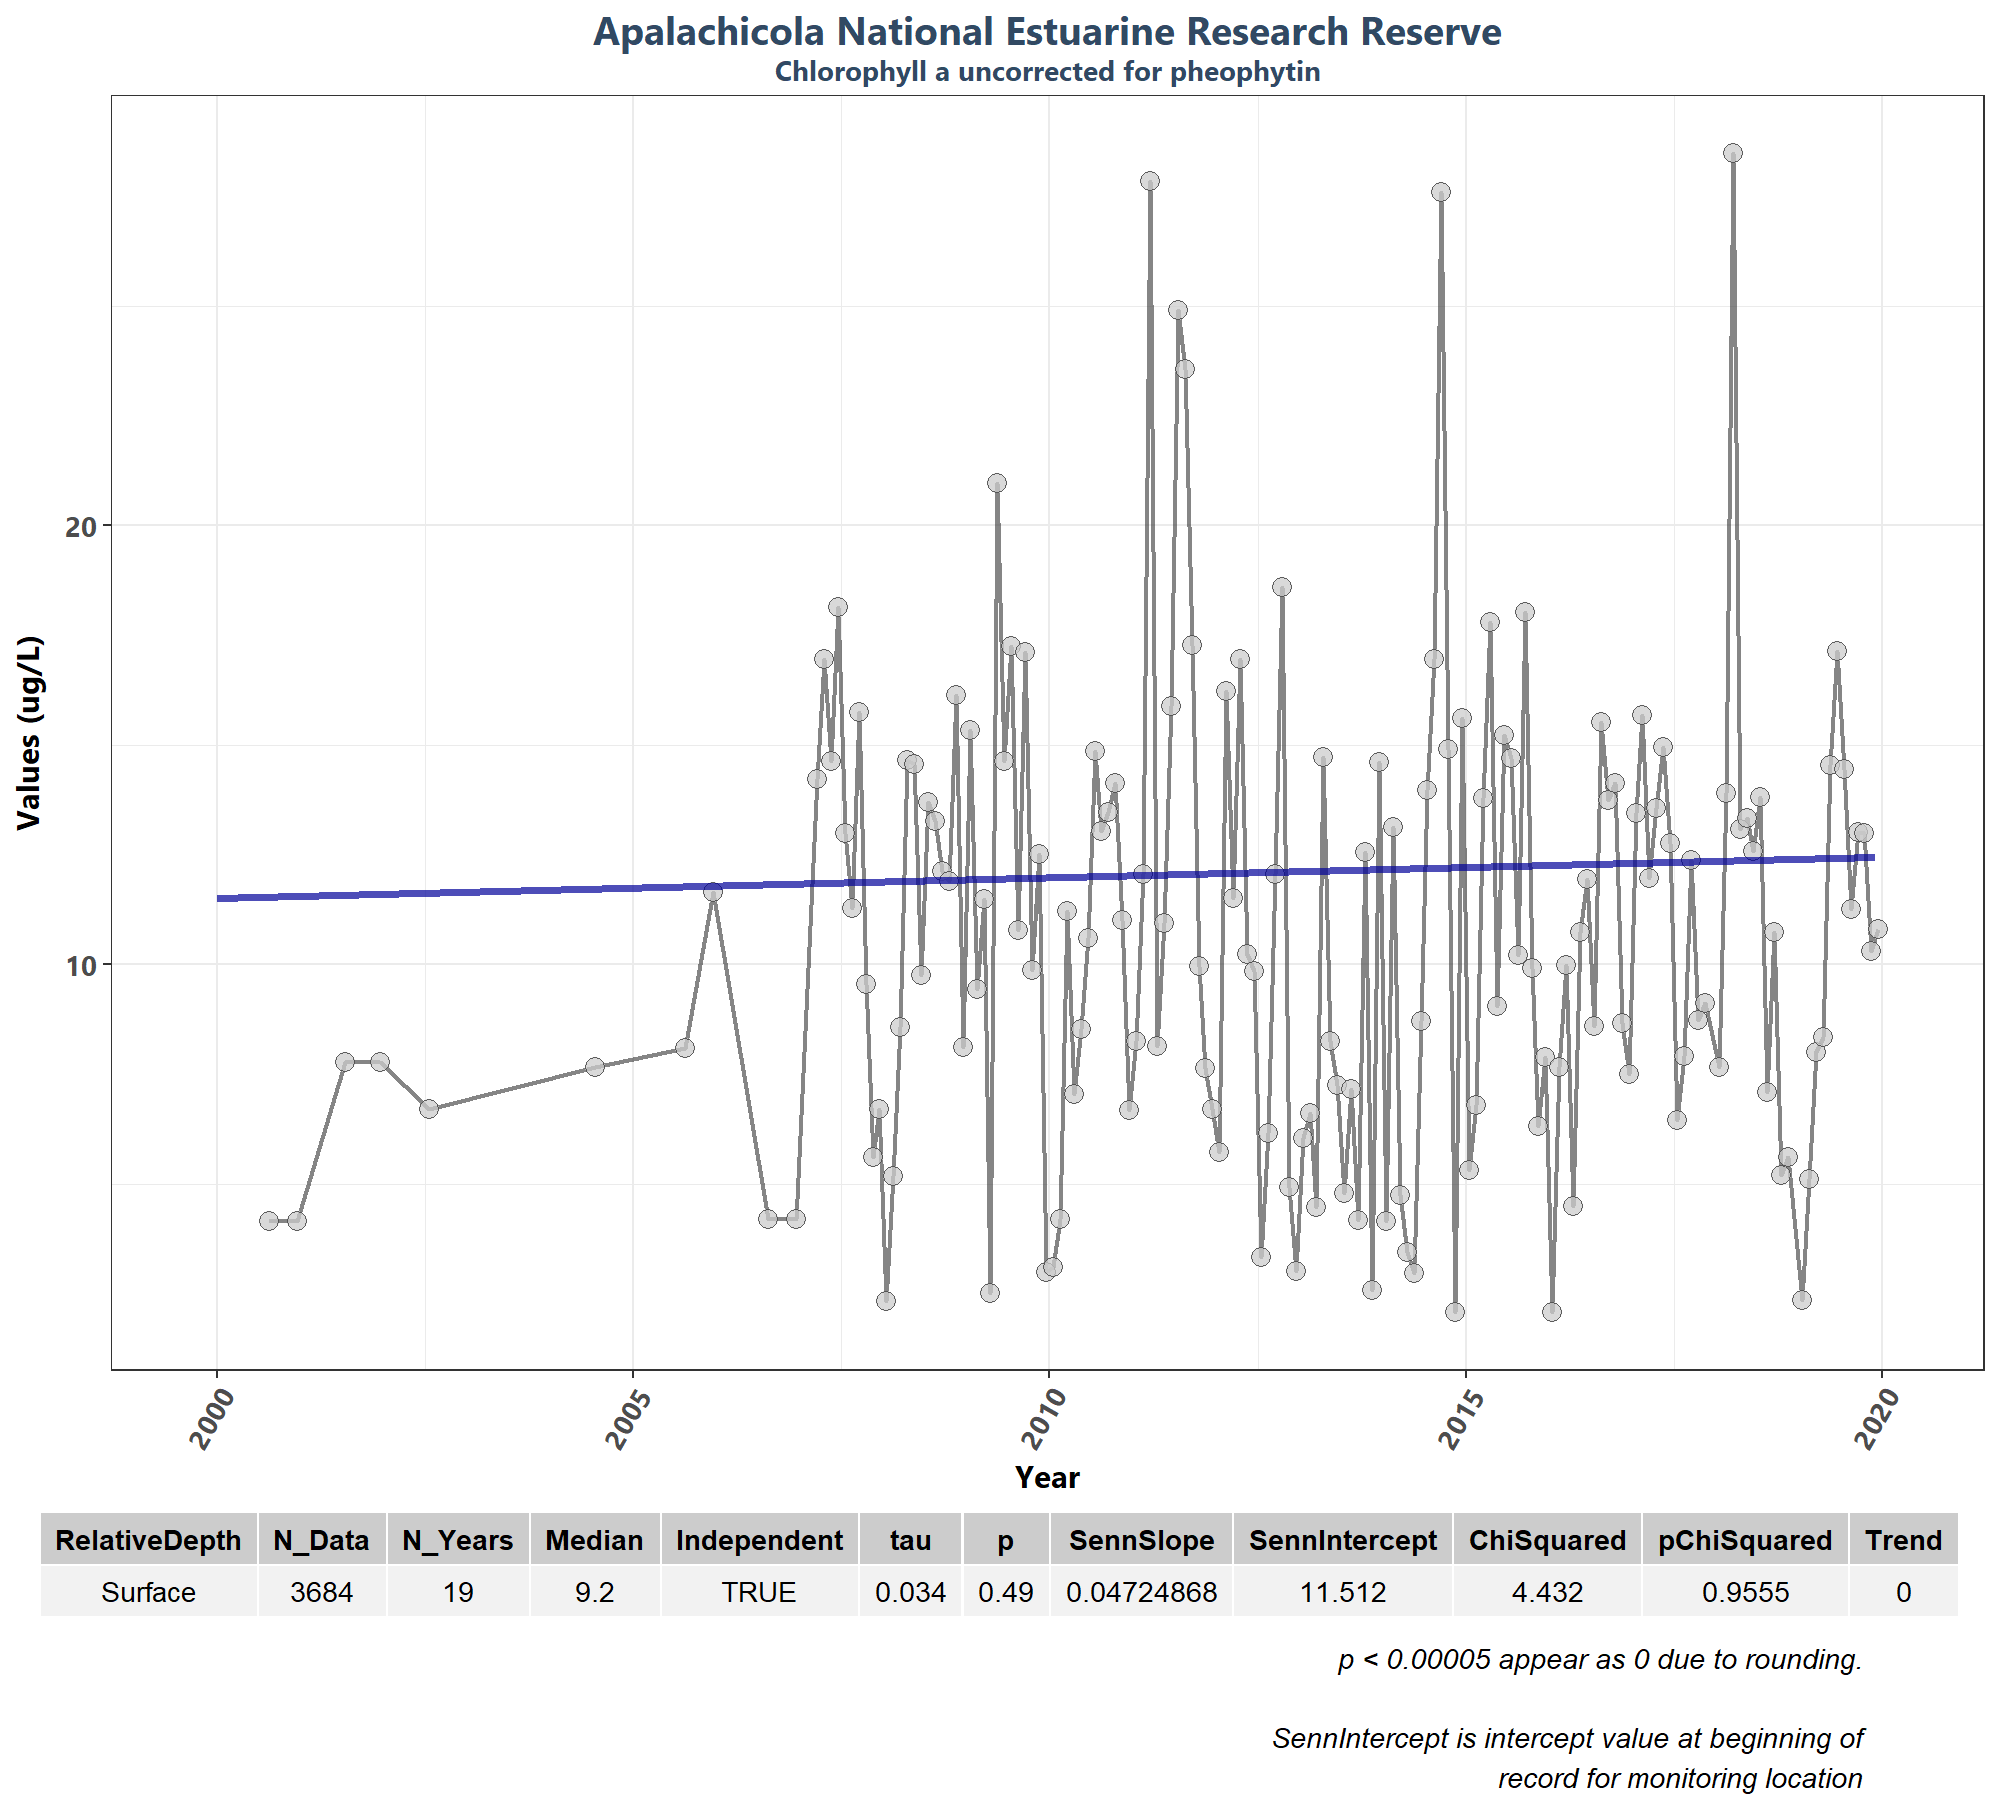 Apalachicola National Estuarine Research Reserve
Chlorophyll a uncorrected for pheophytin
Values (ug/L)
20
10
2000
2005
2010
2015
2020
Year
RelativeDepth N_Data N_Years Median Independent tau p SennSlope SennIntercept ChiSquared pChiSquared Trend
Surface 3684 19 9.2 TRUE 0.034 0.49 0.04724868 11.512 4.432 0.9555 0
p < 0.00005 appear as 0 due to rounding.
SennIntercept is intercept value at beginning of
record for monitoring location